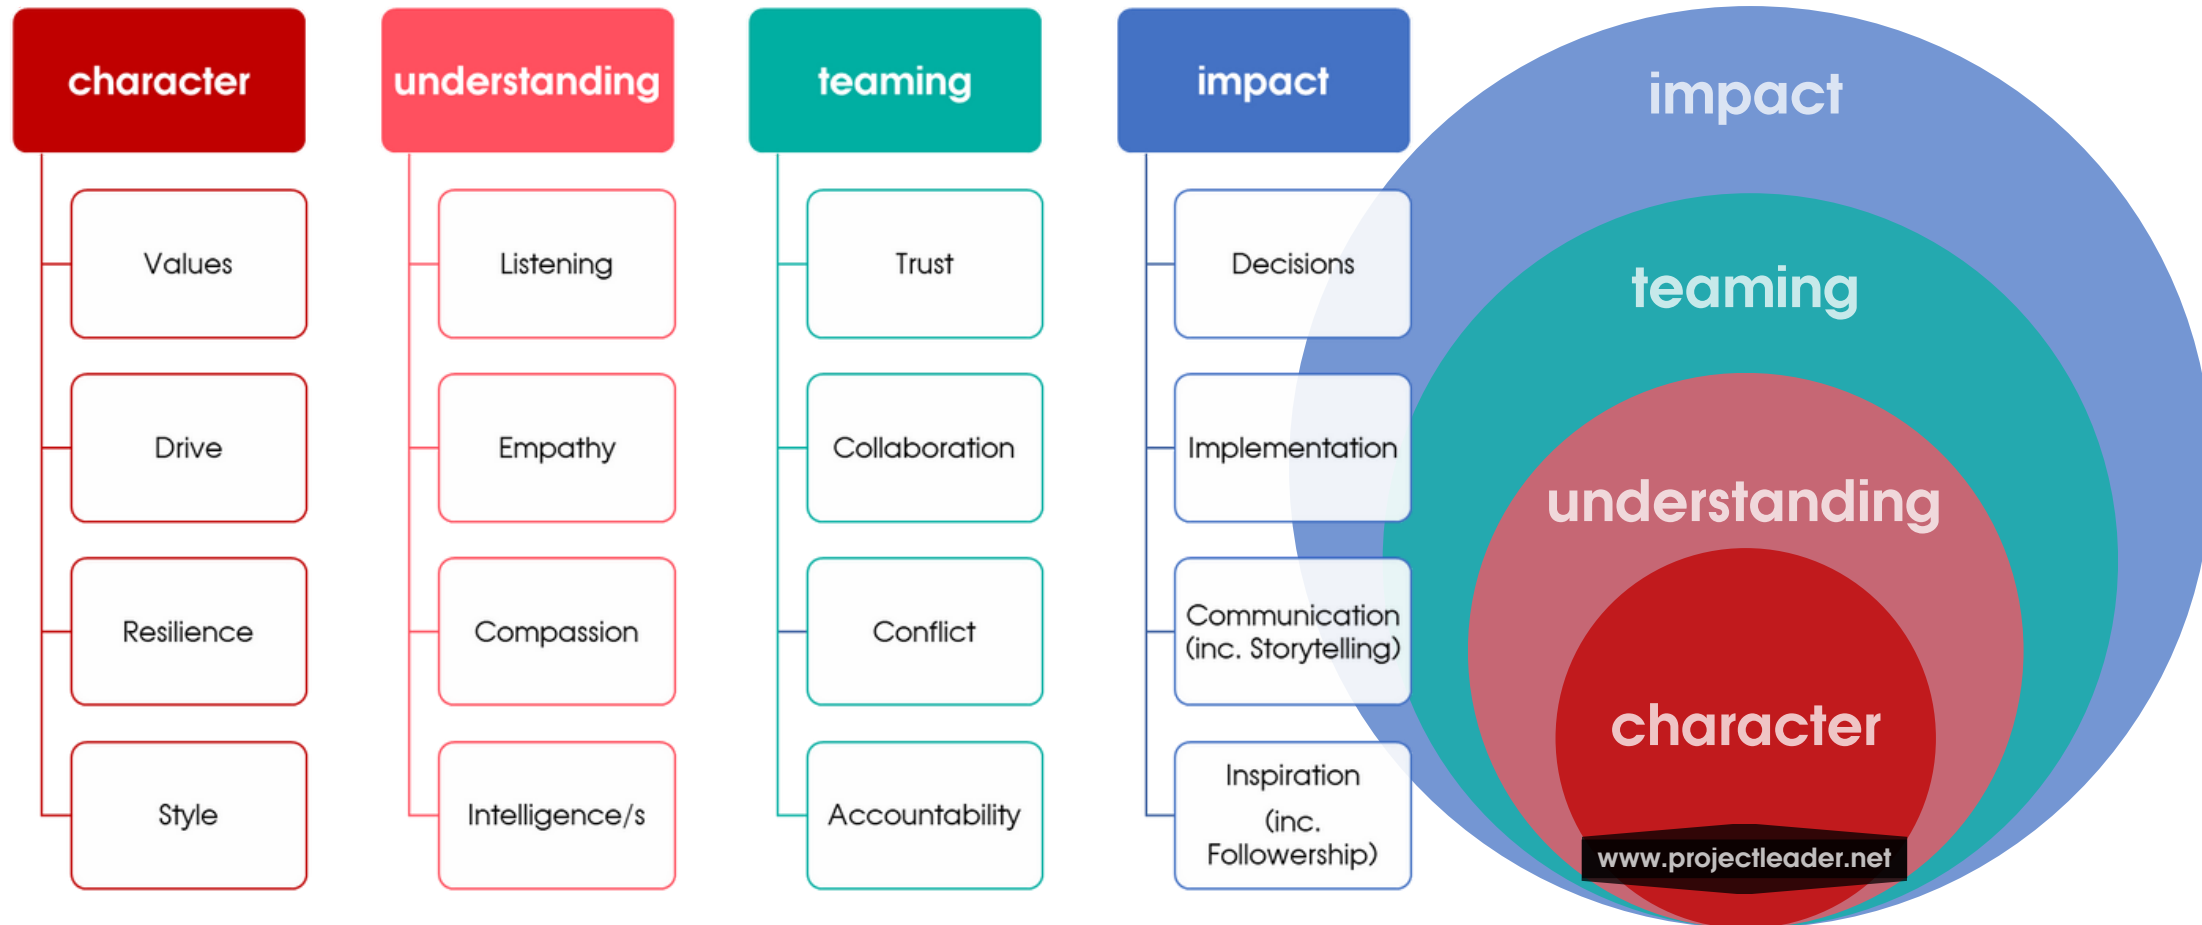 character
Values
Drive
Resilience
Style
understanding
Listening
Empathy
Compassion
Intelligence/s
teaming
Trust
Collaboration
Conflict
Accountability
impact
Decisions
Implementation
Communication
(inc. Storytelling)
Inspiration
(inc.
Followership)
impact
teaming
understanding
character
www.projectleader.net